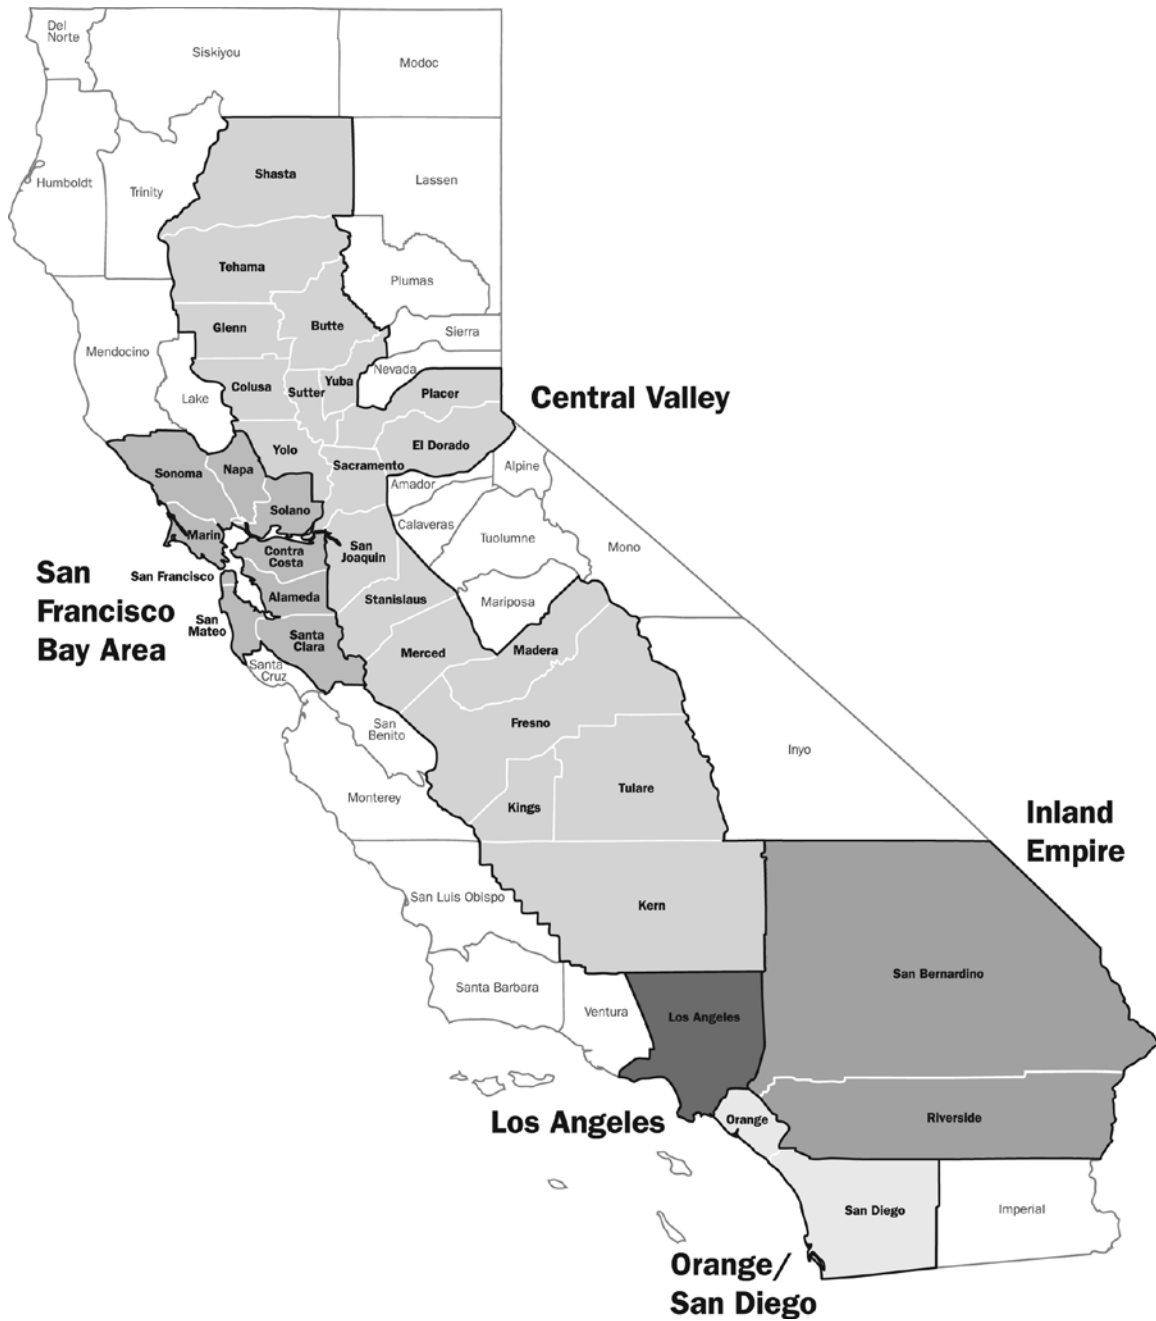 Del
Norte
Siskiyou
Modoc
Shasta
Lassen
Humboldt
Trinity
Tehama
Plumas
Glenn
Butte
Sierra
Mendocino
Nevada
Colusa
Sutter
Yuba
Placer
Lake
Central Valley
Yolo
El Dorado
Sonoma
Napa
Sacramento
Alpine
Amador
Solano
Calaveras
Marin
Contra
Costa
San
Joaquin
Tuolumne
Mono
San
Francisco
Bay Area
San Francisco
Alameda
Stanislaus
Mariposa
San
Mateo
Santa
Clara
Merced
Madera
Santa
Cruz
San
Benito
Fresno
Inyo
Monterey
Kings
Tulare
Inland
Empire
San Luis Obispo
Kern
San Bernardino
Santa Barbara
Ventura
Los Angeles
Los Angeles
Orange
Riverside
San Diego
Imperial
Orange/
San Diego